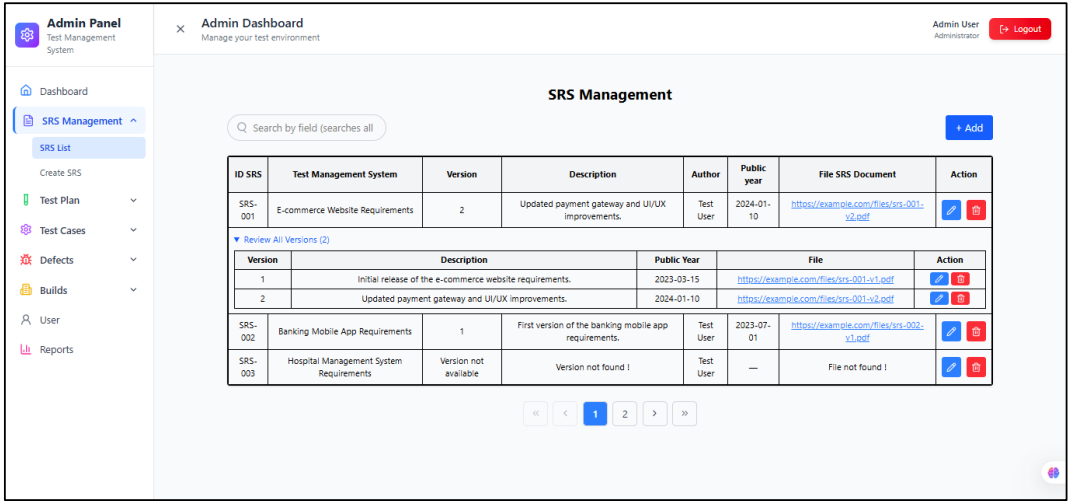 Admin Panel
Test Management
System
Admin Dashboard
Manage your test environment
Admin User
Administrator
Logout
Dashboard
SRS Management
SRS List
Create SRS
Test Plan
Test Cases
Defects
Builds
User
Reports
SRS Management
Search by field (searches all
+ Add
ID SRS Test Management System Version Description Author Public year File SRS Document Action
SRS-001 E-commerce Website Requirements 2 Updated payment gateway and UI/UX improvements. Test User 2024-01-10 https://example.com/files/srs-001-v2.pdf
▼ Review All Versions (2)
Version Description Public Year File Action
1 Initial release of the e-commerce website requirements. 2023-03-15 https://example.com/files/srs-001-v1.pdf
2 Updated payment gateway and UI/UX improvements. 2024-01-10 https://example.com/files/srs-001-v2.pdf
SRS-002 Banking Mobile App Requirements 1 First version of the banking mobile app requirements. Test User 2023-07-01 https://example.com/files/srs-002-v1.pdf
SRS-003 Hospital Management System Requirements Version not available Version not found ! Test User — File not found !
« < 1 2 > »